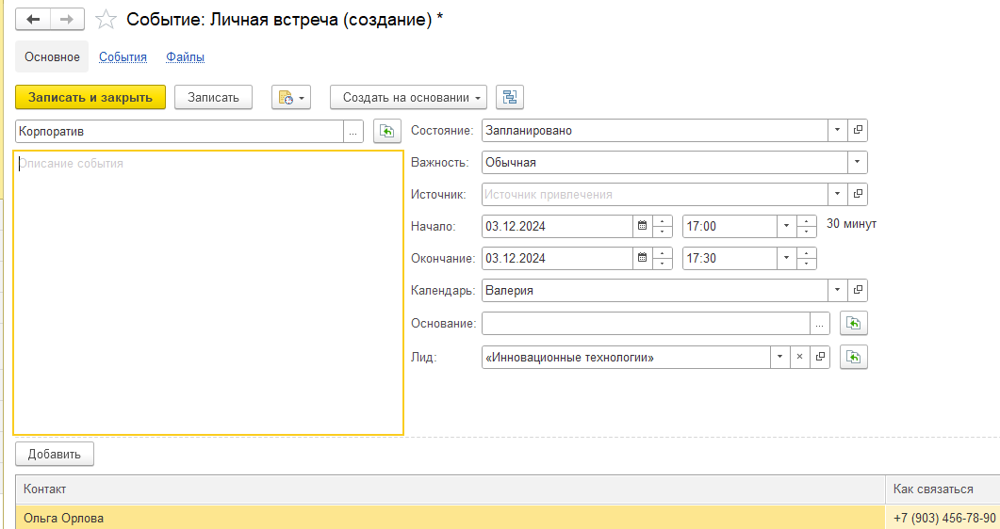 Событие: Личная встреча (создание) *
Основное События Файлы
Записать и закрыть Записать Создать на основании
Корпоратив ...
Описание события
Состояние: Запланировано
Важность: Обычная
Источник: Источник привлечения
Начало: 03.12.2024 17:00 30 минут
Окончание: 03.12.2024 17:30
Календарь: Валерия
Основание: ...
Лид: «Инновационные технологии»
Добавить
Контакт Как связаться
Ольга Орлова +7 (903) 456-78-90